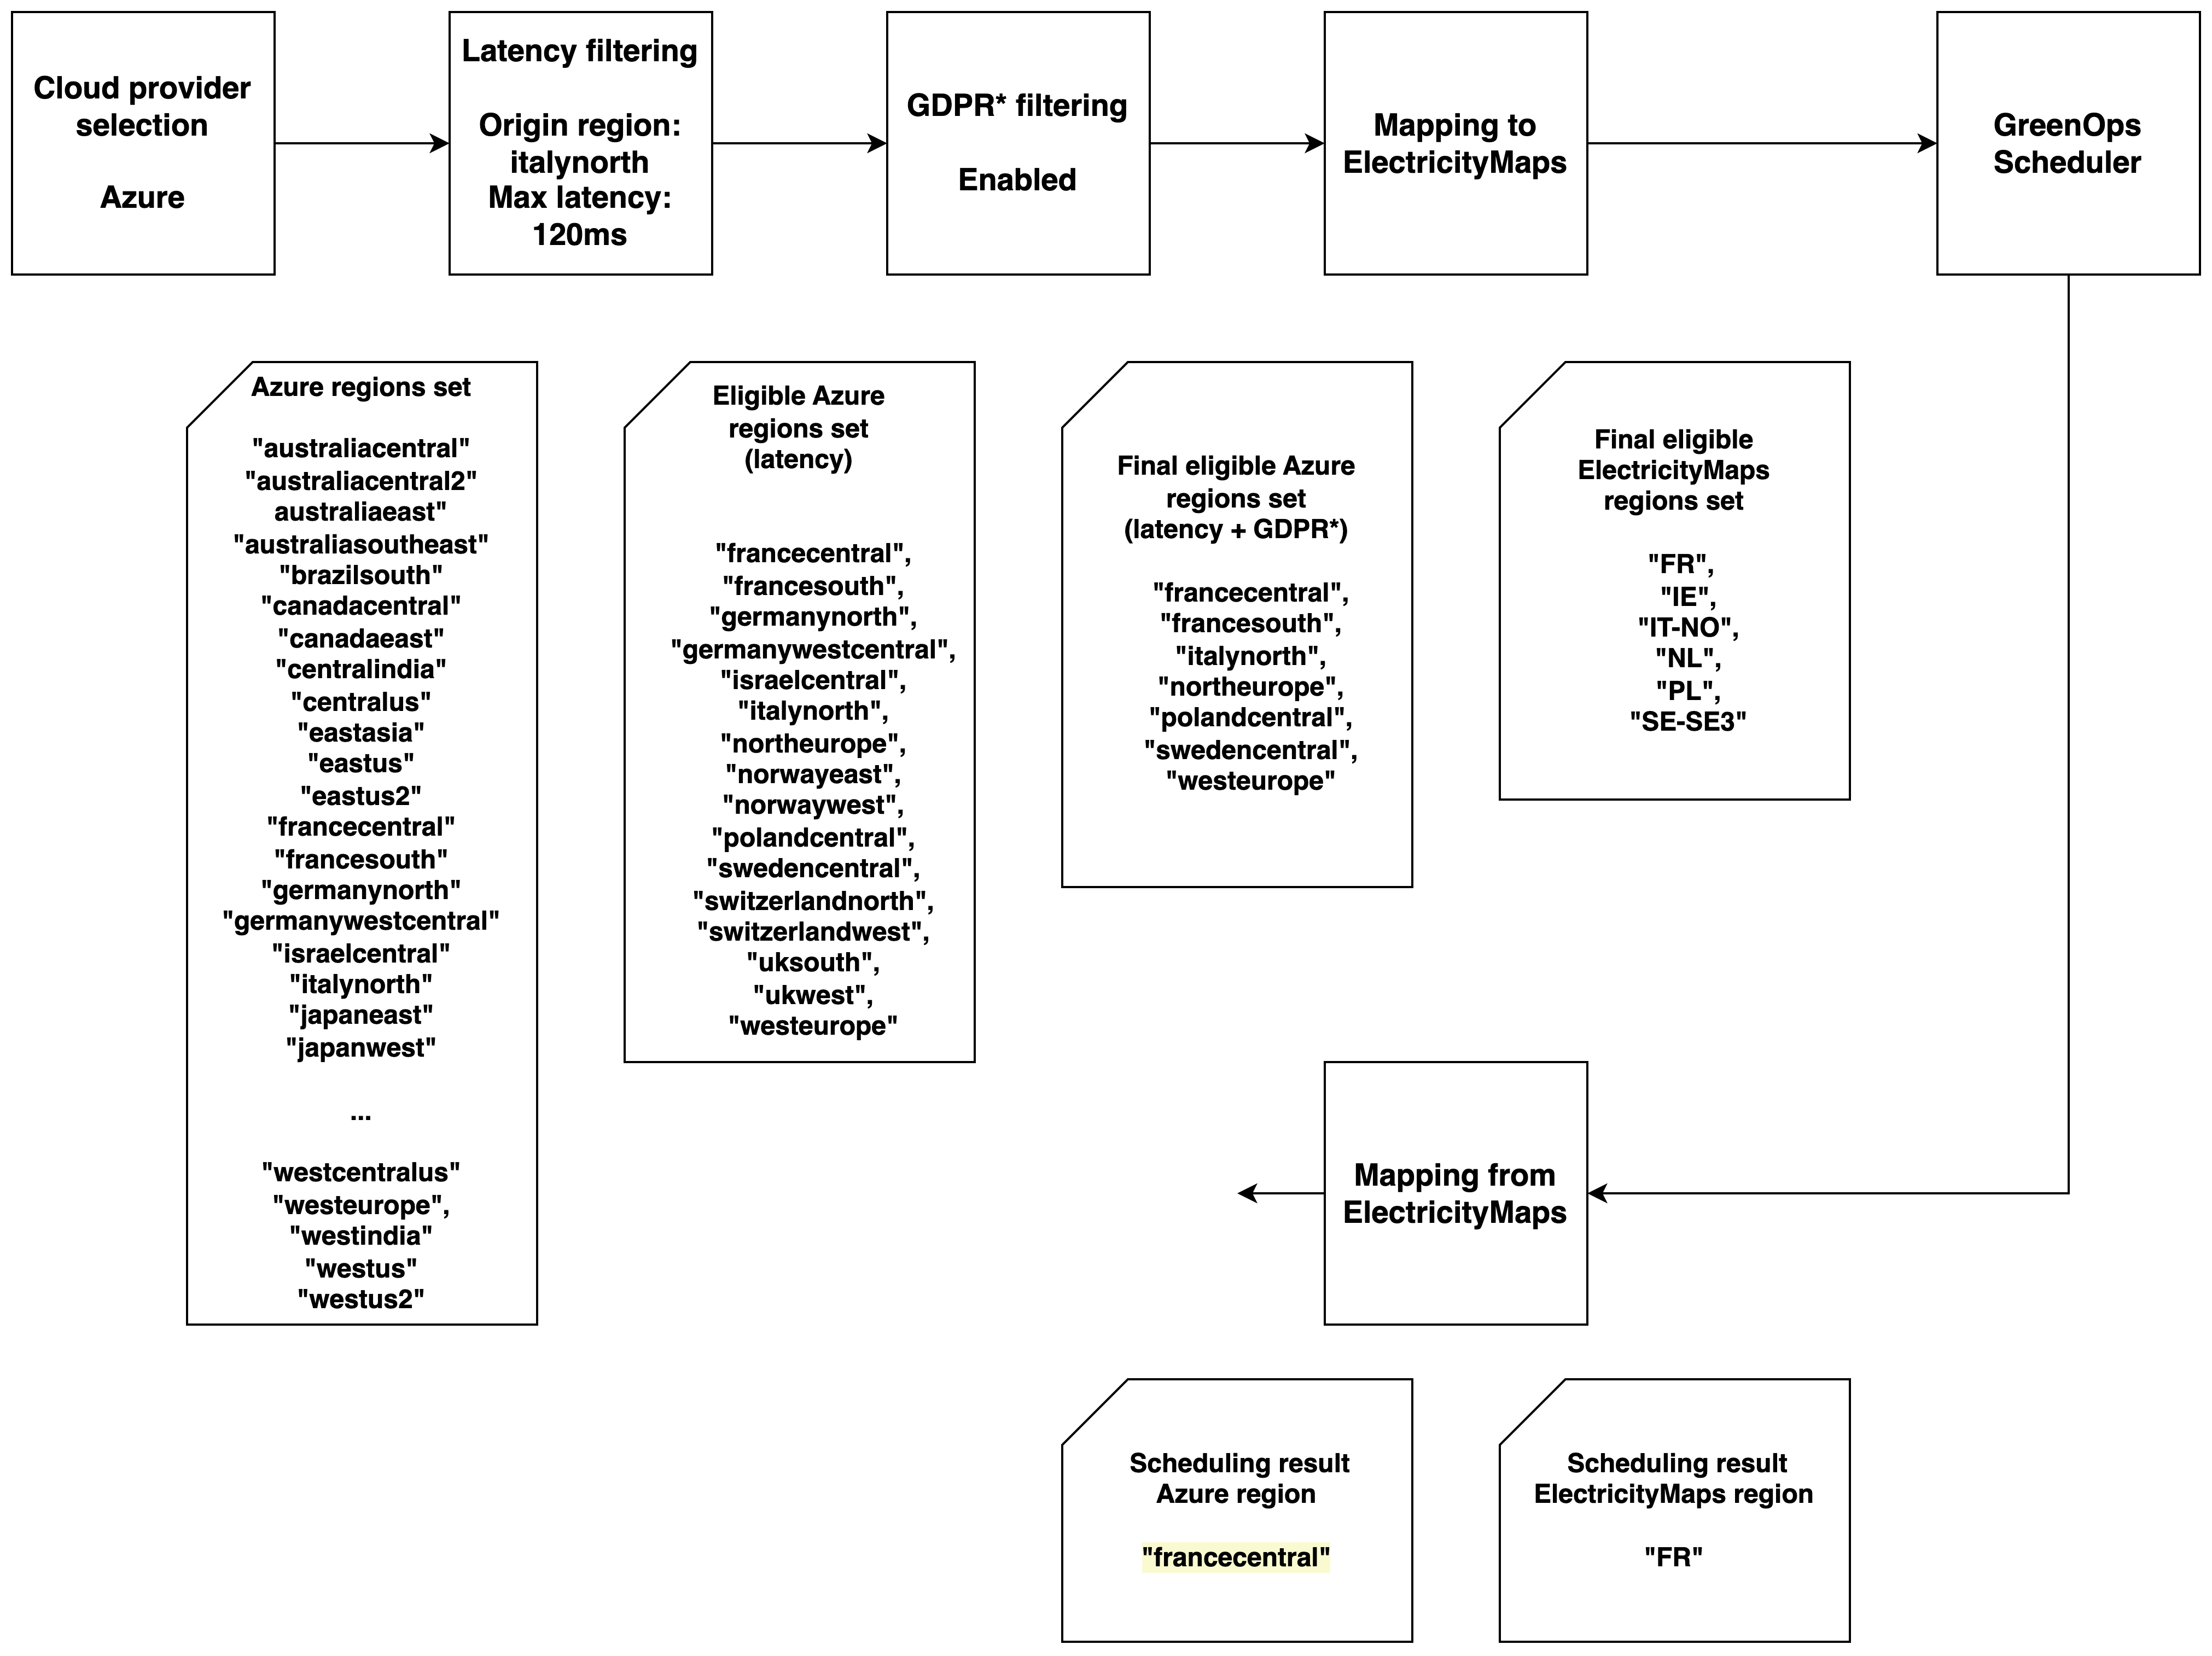 Cloud provider
selection
Azure
Latency filtering
Origin region:
italynorth
Max latency:
120ms
GDPR* filtering
Enabled
Mapping to
ElectricityMaps
GreenOps
Scheduler
Azure regions set
"australiacentral"
"australiacentral2"
australiaeast"
"australiasoutheast"
"brazilsouth"
"canadacentral"
"canadaeast"
"centralindia"
"centralus"
"eastasia"
"eastus"
"eastus2"
"francecentral"
"francesouth"
"germanynorth"
"germanywestcentral"
"israelcentral"
"italynorth"
"japaneast"
"japanwest"
...
"westcentralus"
"westeurope",
"westindia"
"westus"
"westus2"
Eligible Azure
regions set
(latency)
"francecentral",
"francesouth",
"germanynorth",
"germanywestcentral",
"israelcentral",
"italynorth",
"northeurope",
"norwayeast",
"norwaywest",
"polandcentral",
"swedencentral",
"switzerlandnorth",
"switzerlandwest",
"uksouth",
"ukwest",
"westeurope"
Final eligible Azure
regions set
(latency + GDPR*)
"francecentral",
"francesouth",
"italynorth",
"northeurope",
"polandcentral",
"swedencentral",
"westeurope"
Final eligible
ElectricityMaps
regions set
"FR",
"IE",
"IT-NO",
"NL",
"PL",
"SE-SE3"
Mapping from
ElectricityMaps
Scheduling result
Azure region
"francecentral"
Scheduling result
ElectricityMaps region
"FR"